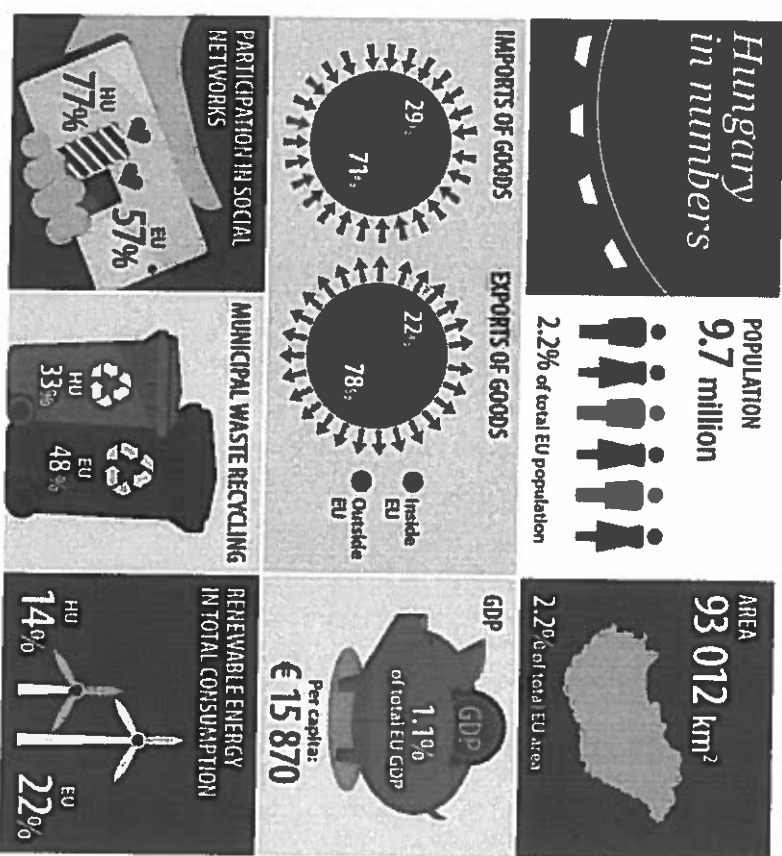 Hungary
in numbers
POPULATION
9.7 million
2.2% of total EU population
AREA
93 012 km²
2.2% of total EU area
IMPORTS OF GOODS
29%
71%
EXPORTS OF GOODS
22%
78%
Inside
EU
Outside
EU
GDP
GDP
1.1%
of total EU GDP
Per capita:
€ 15 870
PARTICIPATION IN SOCIAL
NETWORKS
HU
77%
EU
57%
MUNICIPAL WASTE RECYCLING
HU
33%
EU
48%
RENEWABLE ENERGY
IN TOTAL CONSUMPTION
HU
14%
EU
22%